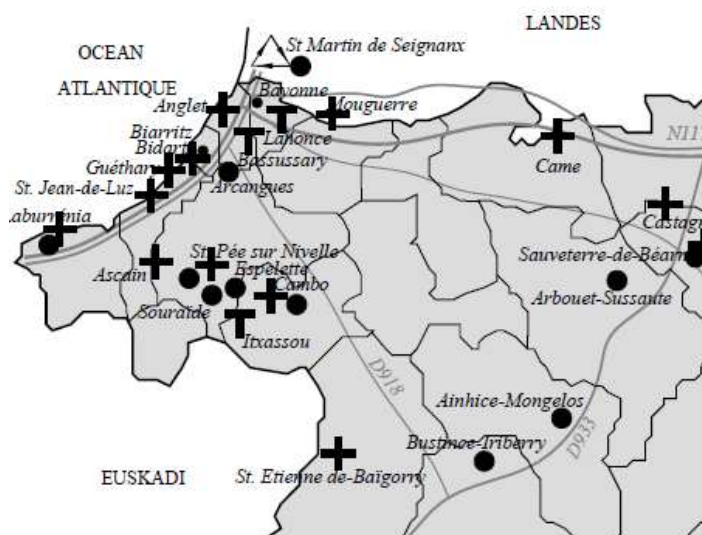 LANDES
OCEAN
ATLANTIQUE
St Martin de Seignanx
Bayonne
Anglet
Mouguerre
Lahonce
N117
Biarritz
Bidart
Bassussary
Came
Guéthary
Arcangues
St. Jean-de-Luz
Castagn
aburrénia
St. Pée sur Nivelle
Sauveterre-de-Béarn
Ascain
Espelette
Cambo
Arbouet-Sussaute
Souraïde
Itxassou
D918
Ainhice-Mongelos
D933
Bustince-Iriberry
EUSKADI
St. Etienne de-Baïgorry